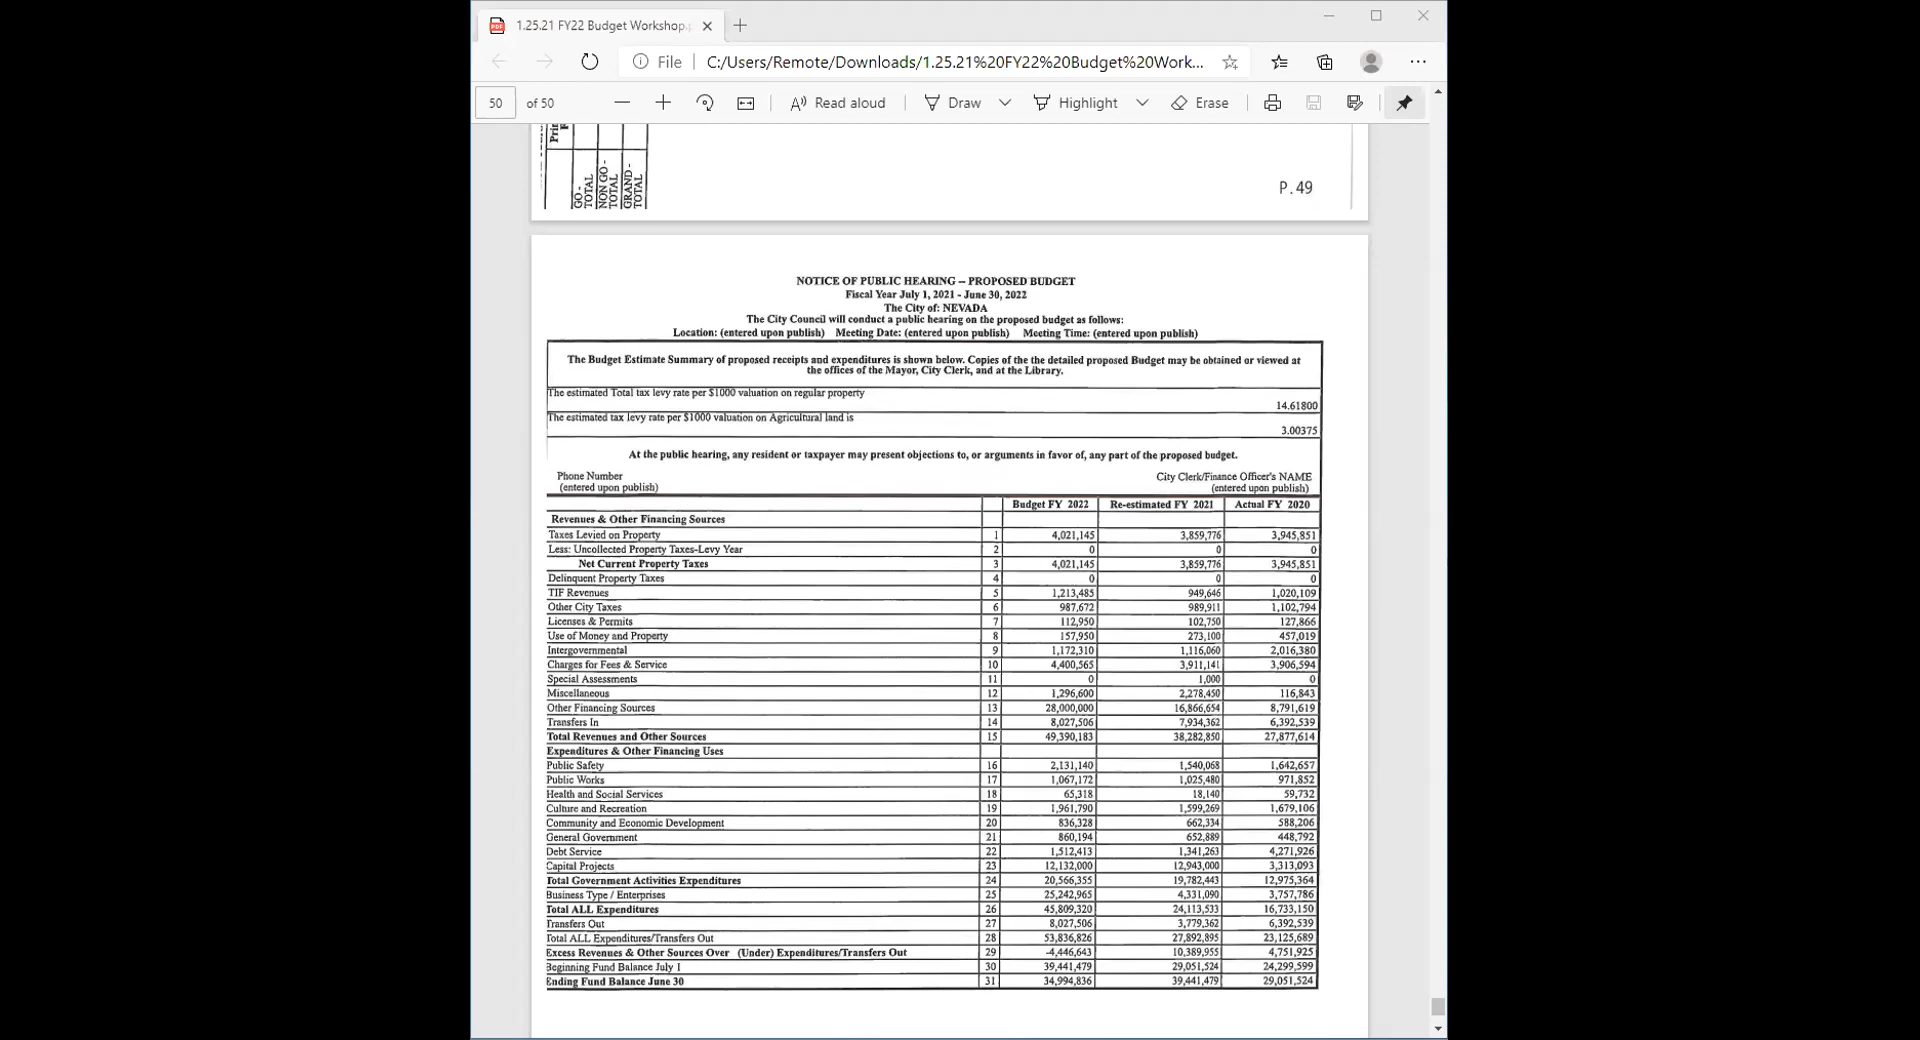 1.25.21 FY22 Budget Workshop.
File C:/Users/Remote/Downloads/1.25.21%20FY22%20Budget%20Work...
50 of 50 Read aloud Draw Highlight Erase
GO - TOTAL
NON GO - TOTAL
GRAND - TOTAL
P.49
NOTICE OF PUBLIC HEARING -- PROPOSED BUDGET
Fiscal Year July 1, 2021 - June 30, 2022
The City of: NEVADA
The City Council will conduct a public hearing on the proposed budget as follows:
Location: (entered upon publish) Meeting Date: (entered upon publish) Meeting Time: (entered upon publish)
The Budget Estimate Summary of proposed receipts and expenditures is shown below. Copies of the the detailed proposed Budget may be obtained or viewed at
the offices of the Mayor, City Clerk, and at the Library.
The estimated Total tax levy rate per $1000 valuation on regular property
14.61800
The estimated tax levy rate per $1000 valuation on Agricultural land is
3.00375
At the public hearing, any resident or taxpayer may present objections to, or arguments in favor of, any part of the proposed budget.
Phone Number City Clerk/Finance Officer's NAME
(entered upon publish) (entered upon publish)
Budget FY 2022 Re-estimated FY 2021 Actual FY 2020
Revenues & Other Financing Sources
Taxes Levied on Property 1 4,021,145 3,859,776 3,945,851
Less: Uncollected Property Taxes-Levy Year 2 0 0 0
Net Current Property Taxes 3 4,021,145 3,859,776 3,945,851
Delinquent Property Taxes 4 0 0 0
TIF Revenues 5 1,213,485 949,646 1,020,109
Other City Taxes 6 987,672 989,911 1,102,794
Licenses & Permits 7 112,950 102,750 127,866
Use of Money and Property 8 157,950 273,100 457,019
Intergovernmental 9 1,172,310 1,116,060 2,016,380
Charges for Fees & Service 10 4,400,565 3,911,141 3,906,594
Special Assessments 11 0 1,000 0
Miscellaneous 12 1,296,600 2,278,450 116,843
Other Financing Sources 13 28,000,000 16,866,654 8,791,619
Transfers In 14 8,027,506 7,934,362 6,392,539
Total Revenues and Other Sources 15 49,390,183 38,282,850 27,877,614
Expenditures & Other Financing Uses
Public Safety 16 2,131,140 1,540,068 1,642,657
Public Works 17 1,067,172 1,025,480 971,852
Health and Social Services 18 65,318 18,140 59,732
Culture and Recreation 19 1,961,790 1,599,269 1,679,106
Community and Economic Development 20 836,328 662,334 588,206
General Government 21 860,194 652,889 448,792
Debt Service 22 1,512,413 1,341,263 4,271,926
Capital Projects 23 12,132,000 12,943,000 3,313,093
Total Government Activities Expenditures 24 20,566,355 19,782,443 12,975,364
Business Type / Enterprises 25 25,242,965 4,331,090 3,757,786
Total ALL Expenditures 26 45,809,320 24,113,533 16,733,150
Transfers Out 27 8,027,506 3,779,362 6,392,539
Total ALL Expenditures/Transfers Out 28 53,836,826 27,892,895 23,125,689
Excess Revenues & Other Sources Over (Under) Expenditures/Transfers Out 29 -4,446,643 10,389,955 4,751,925
Beginning Fund Balance July 1 30 39,441,479 29,051,524 24,299,599
Ending Fund Balance June 30 31 34,994,836 39,441,479 29,051,524